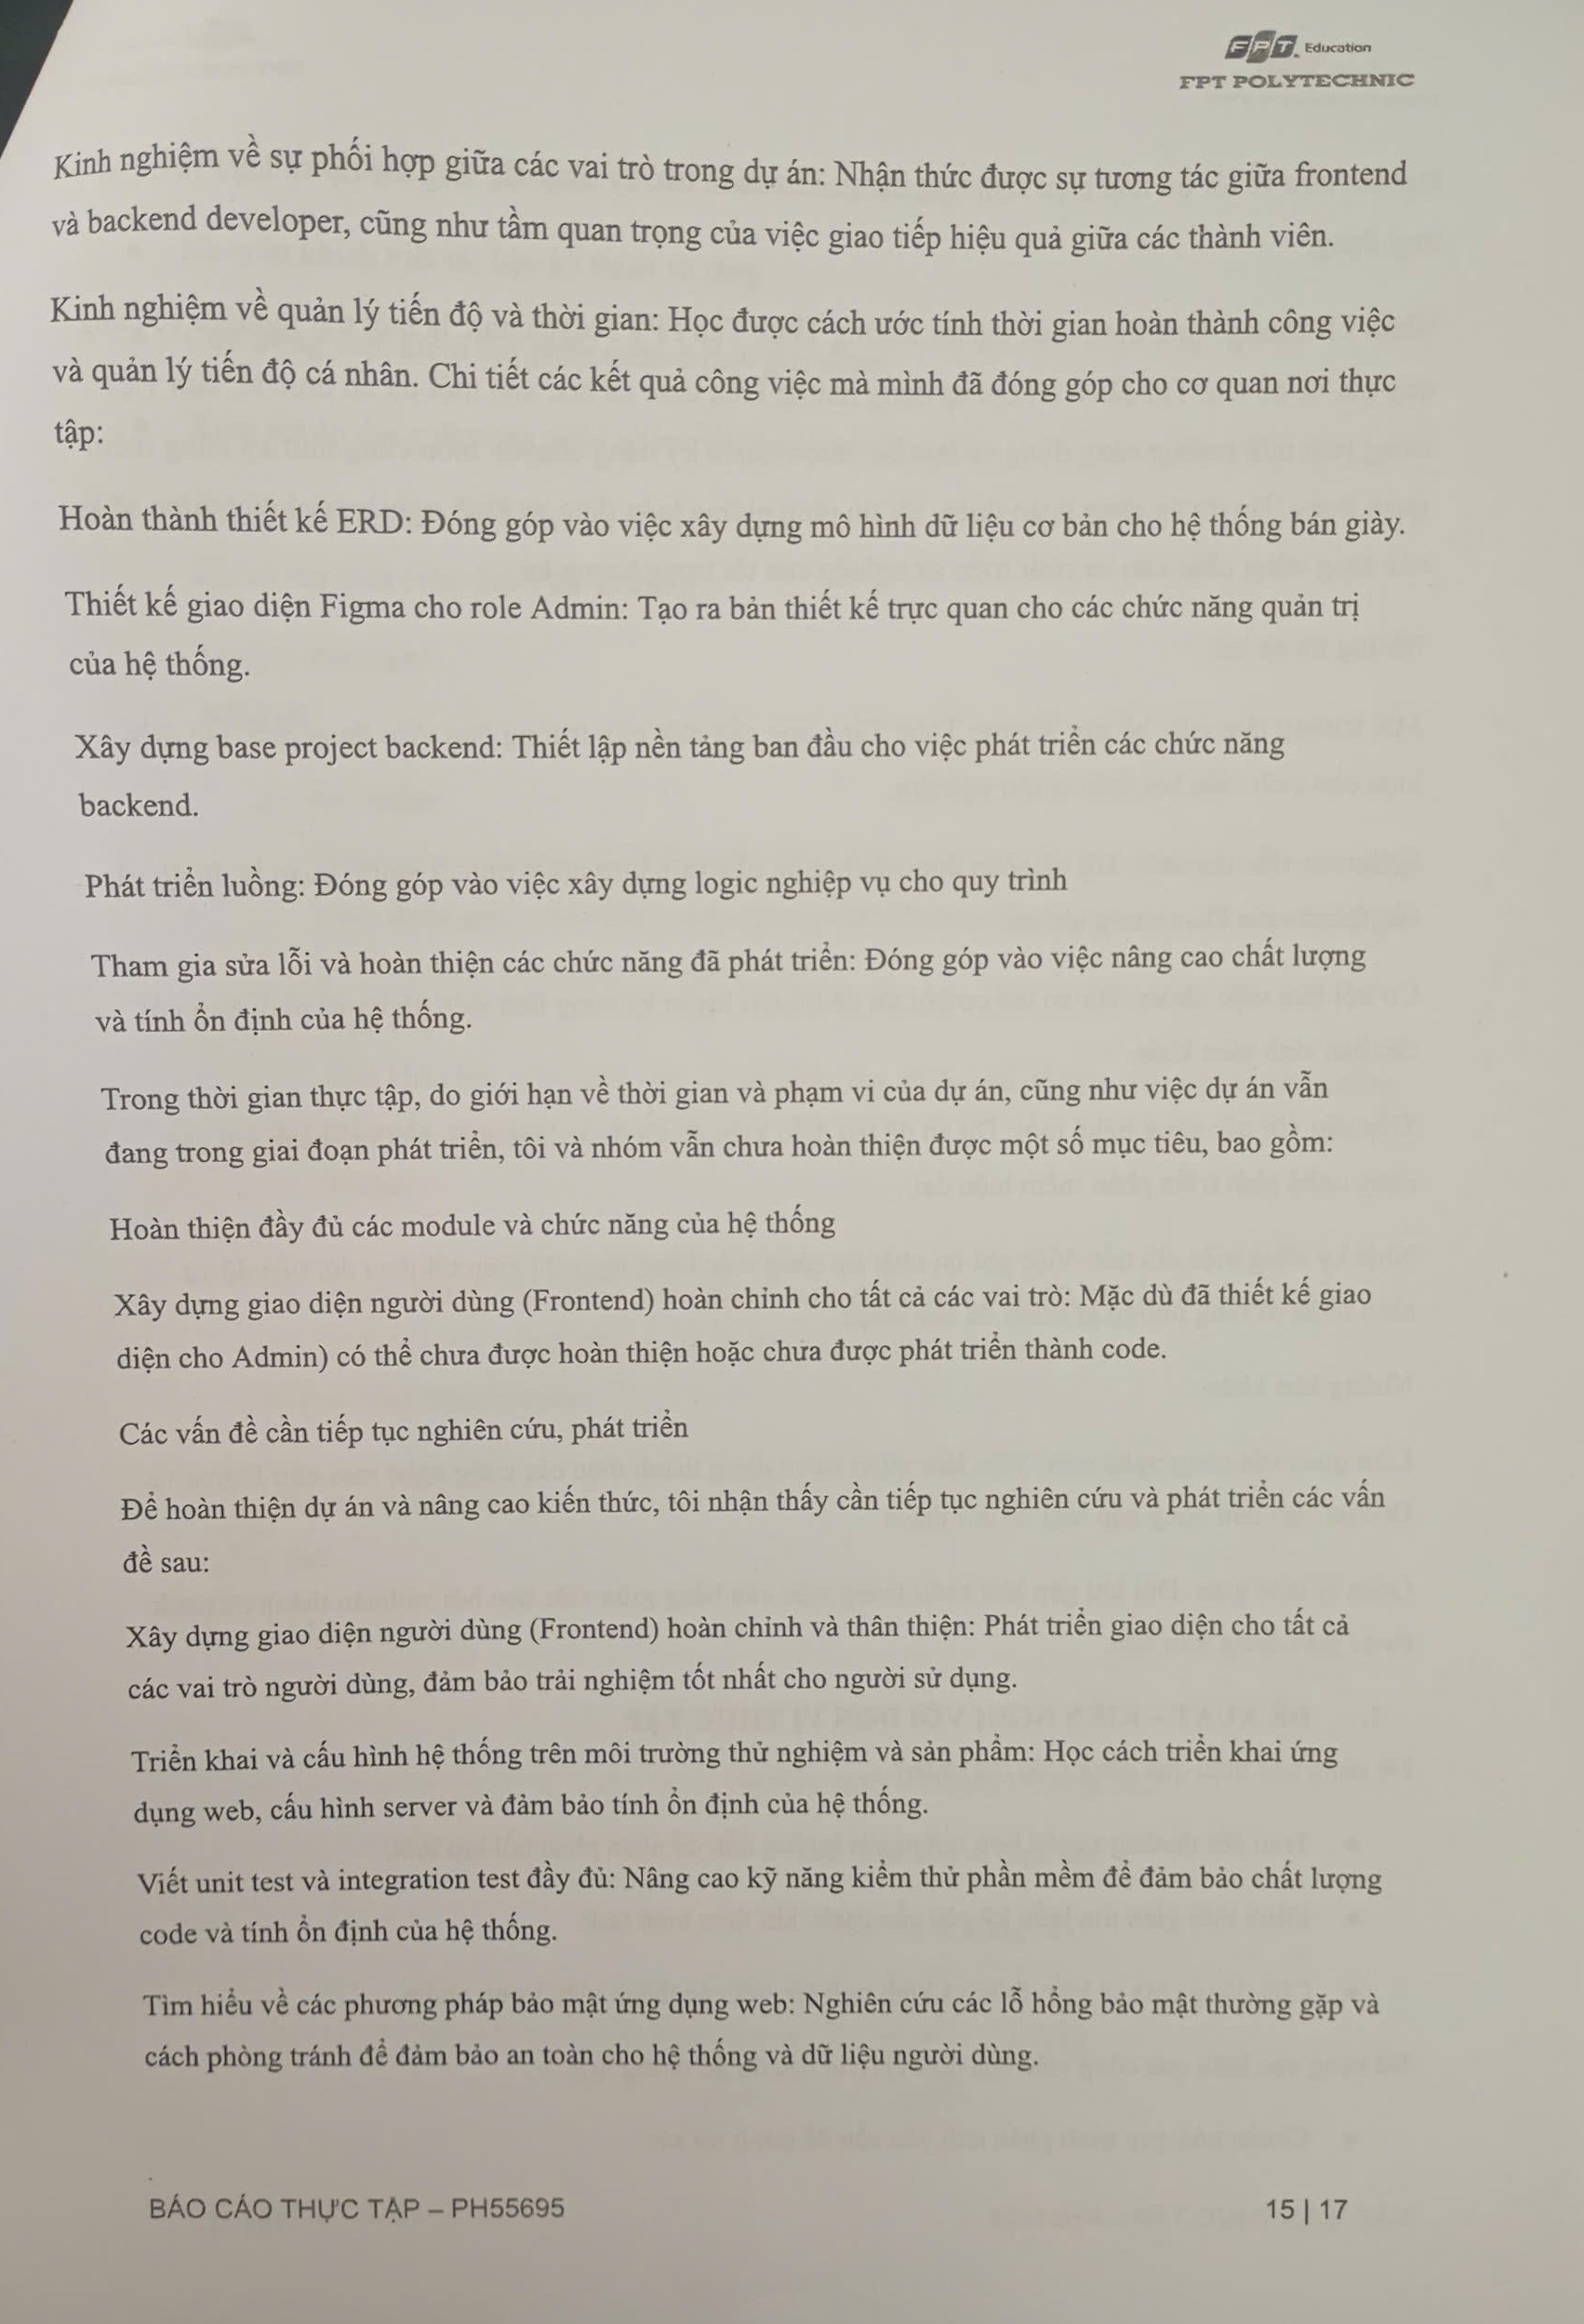 FPT Education
FPT POLYTECHNIC
Kinh nghiệm về sự phối hợp giữa các vai trò trong dự án: Nhận thức được sự tương tác giữa frontend
và backend developer, cũng như tầm quan trọng của việc giao tiếp hiệu quả giữa các thành viên.
Kinh nghiệm về quản lý tiến độ và thời gian: Học được cách ước tính thời gian hoàn thành công việc
và quản lý tiến độ cá nhân. Chi tiết các kết quả công việc mà mình đã đóng góp cho cơ quan nơi thực
tập:
Hoàn thành thiết kế ERD: Đóng góp vào việc xây dựng mô hình dữ liệu cơ bản cho hệ thống bán giày.
Thiết kế giao diện Figma cho role Admin: Tạo ra bản thiết kế trực quan cho các chức năng quản trị
của hệ thống.
Xây dựng base project backend: Thiết lập nền tảng ban đầu cho việc phát triển các chức năng
backend.
Phát triển luồng: Đóng góp vào việc xây dựng logic nghiệp vụ cho quy trình
Tham gia sửa lỗi và hoàn thiện các chức năng đã phát triển: Đóng góp vào việc nâng cao chất lượng
và tính ổn định của hệ thống.
Trong thời gian thực tập, do giới hạn về thời gian và phạm vi của dự án, cũng như việc dự án vẫn
đang trong giai đoạn phát triển, tôi và nhóm vẫn chưa hoàn thiện được một số mục tiêu, bao gồm:
Hoàn thiện đầy đủ các module và chức năng của hệ thống
Xây dựng giao diện người dùng (Frontend) hoàn chỉnh cho tất cả các vai trò: Mặc dù đã thiết kế giao
diện cho Admin) có thể chưa được hoàn thiện hoặc chưa được phát triển thành code.
Các vấn đề cần tiếp tục nghiên cứu, phát triển
Để hoàn thiện dự án và nâng cao kiến thức, tôi nhận thấy cần tiếp tục nghiên cứu và phát triển các vấn
đề sau:
Xây dựng giao diện người dùng (Frontend) hoàn chỉnh và thân thiện: Phát triển giao diện cho tất cả
các vai trò người dùng, đảm bảo trải nghiệm tốt nhất cho người sử dụng.
Triển khai và cấu hình hệ thống trên môi trường thử nghiệm và sản phẩm: Học cách triển khai ứng
dụng web, cấu hình server và đảm bảo tính ổn định của hệ thống.
Viết unit test và integration test đầy đủ: Nâng cao kỹ năng kiểm thử phần mềm để đảm bảo chất lượng
code và tính ổn định của hệ thống.
Tìm hiểu về các phương pháp bảo mật ứng dụng web: Nghiên cứu các lỗ hổng bảo mật thường gặp và
cách phòng tránh để đảm bảo an toàn cho hệ thống và dữ liệu người dùng.
BÁO CÁO THỰC TẬP – PH55695 15 | 17